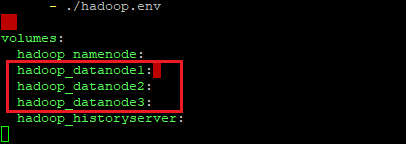 - ./hadoop.env
volumes:
hadoop_namenode:
hadoop_datanode1:
hadoop_datanode2:
hadoop_datanode3:
hadoop_historyserver: